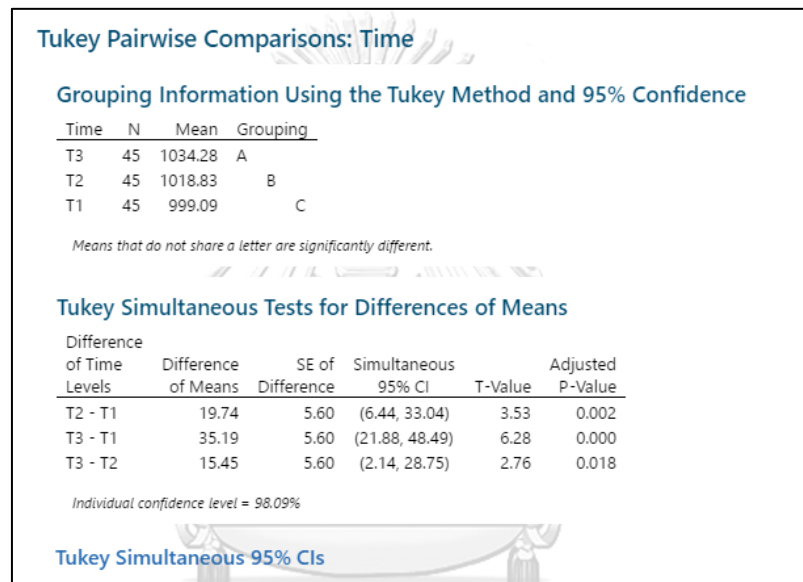 Tukey Pairwise Comparisons: Time
Grouping Information Using the Tukey Method and 95% Confidence
Time N Mean Grouping
T3 45 1034.28 A
T2 45 1018.83 B
T1 45 999.09 C
Means that do not share a letter are significantly different.
Tukey Simultaneous Tests for Differences of Means
Difference
of Time Difference SE of Simultaneous Adjusted
Levels of Means Difference 95% CI T-Value P-Value
T2 - T1 19.74 5.60 (6.44, 33.04) 3.53 0.002
T3 - T1 35.19 5.60 (21.88, 48.49) 6.28 0.000
T3 - T2 15.45 5.60 (2.14, 28.75) 2.76 0.018
Individual confidence level = 98.09%
Tukey Simultaneous 95% CIs